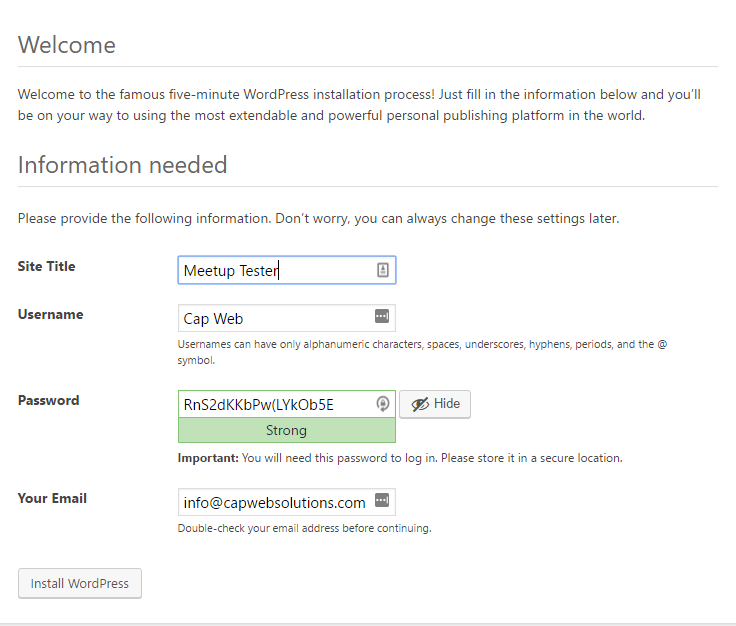 Welcome
Welcome to the famous five-minute WordPress installation process! Just fill in the information below and you’ll
be on your way to using the most extendable and powerful personal publishing platform in the world.
Information needed
Please provide the following information. Don’t worry, you can always change these settings later.
Site Title
Meetup Tester
Username
Cap Web
Usernames can have only alphanumeric characters, spaces, underscores, hyphens, periods, and the @
symbol.
Password
RnS2dKKbPw(LYkOb5E
Hide
Strong
Important: You will need this password to log in. Please store it in a secure location.
Your Email
info@capwebsolutions.com
Double-check your email address before continuing.
Install WordPress